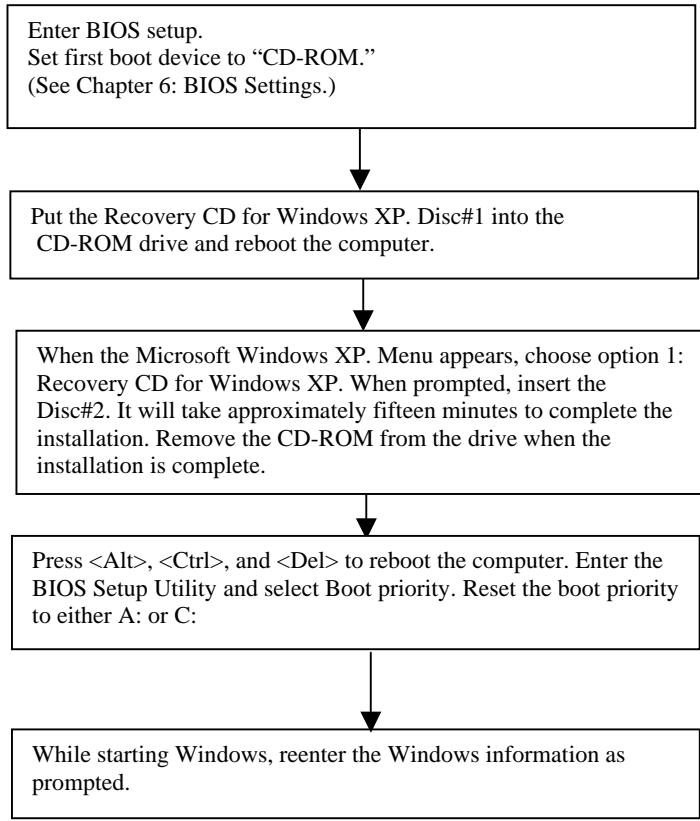 Enter BIOS setup.
Set first boot device to “CD-ROM.”
(See Chapter 6: BIOS Settings.)
Put the Recovery CD for Windows XP. Disc#1 into the
CD-ROM drive and reboot the computer.
When the Microsoft Windows XP. Menu appears, choose option 1:
Recovery CD for Windows XP. When prompted, insert the
Disc#2. It will take approximately fifteen minutes to complete the
installation. Remove the CD-ROM from the drive when the
installation is complete.
Press <Alt>, <Ctrl>, and <Del> to reboot the computer. Enter the
BIOS Setup Utility and select Boot priority. Reset the boot priority
to either A: or C:
While starting Windows, reenter the Windows information as
prompted.